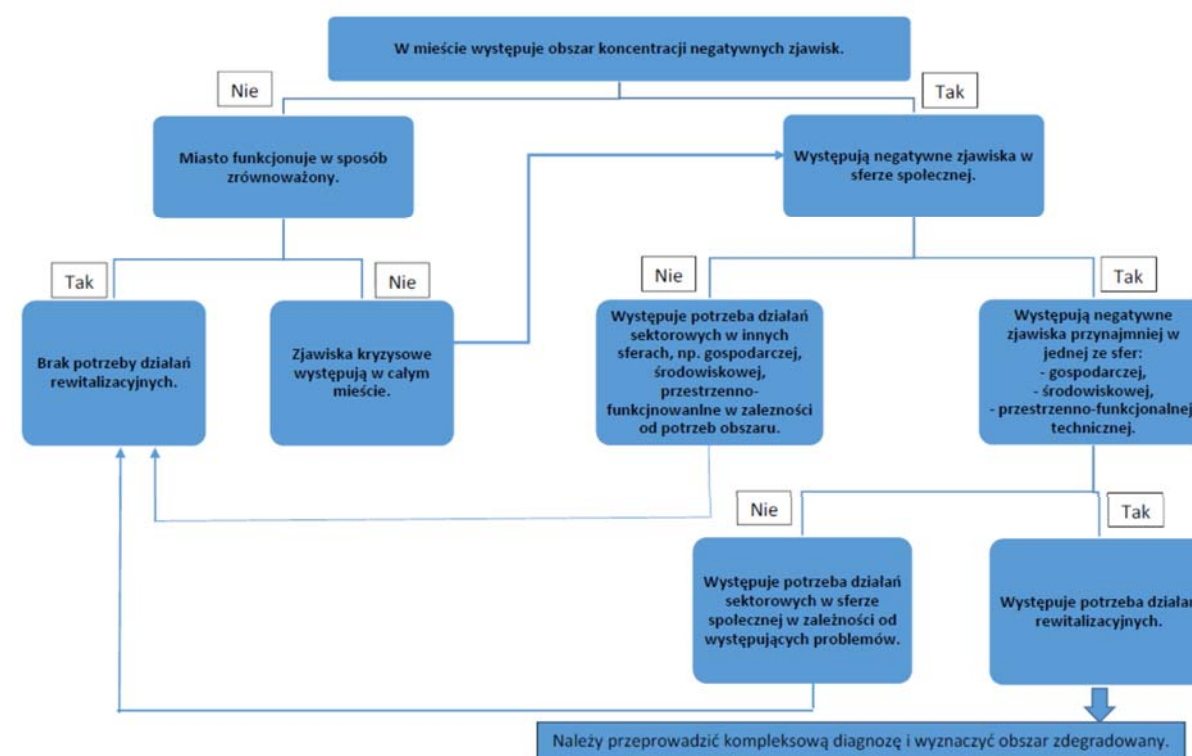 W mieście występuje obszar koncentracji negatywnych zjawisk.
Nie
Tak
Miasto funkcjonuje w sposób
zrównoważony.
Występują negatywne zjawiska w
sferze społecznej.
Tak
Nie
Nie
Tak
Brak potrzeby działań
rewitalizacyjnych.
Zjawiska kryzysowe
występują w całym
mieście.
Występuje potrzeba działań
sektorowych w innych
sferach, np. gospodarczej,
środowiskowej,
przestrzenno-
funkcjnowanlne w zalezności
od potrzeb obszaru.
Występują negatywne
zjawiska przynajmniej w
jednej ze sfer:
- gospodarczej,
- środowiskowej,
- przestrzenno-funkcjonalnej
technicznej.
Nie
Tak
Występuje potrzeba działań
sektorowych w sferze
społecznej w zależności od
występujących problemów.
Występuje potrzeba działań
rewitalizacyjnych.
Należy przeprowadzić kompleksową diagnozę i wyznaczyć obszar zdegradowany.